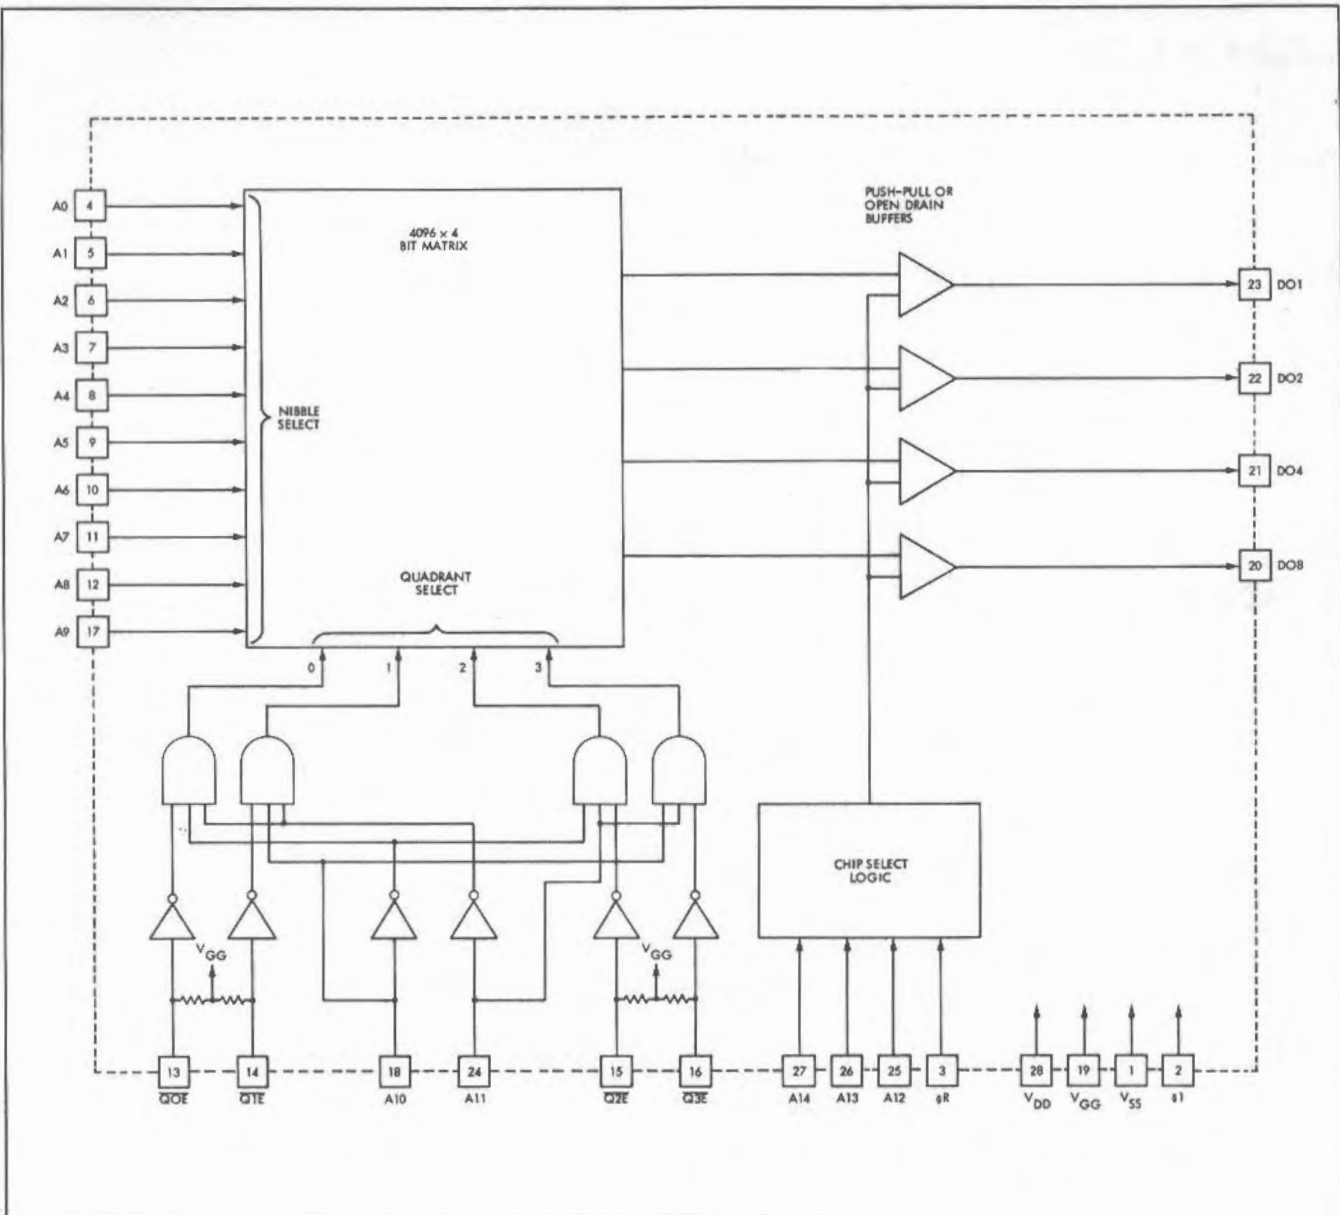 PUSH-PULL OR
OPEN DRAIN
BUFFERS
4096 x 4
BIT MATRIX
A0 4
A1 5
A2 6
A3 7
A4 8
A5 9
A6 10
A7 11
A8 12
A9 17
NIBBLE
SELECT
QUADRANT
SELECT
0 1 2 3
23 DO1
22 DO2
21 DO4
20 DO8
CHIP SELECT
LOGIC
VGG
VGG
13 14 18 24 15 16 27 26 25 3 28 19 1 2
Q0E Q1E A10 A11 Q2E Q3E A14 A13 A12 φR VDD VGG VSS φ1